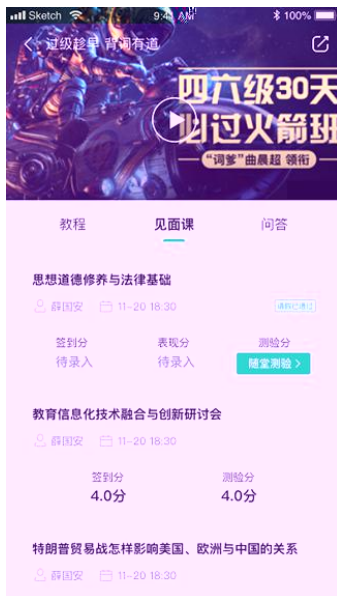 Sketch 9:4 AM 100%
过级趁早 背词有道
四六级30天
必过火箭班
“词爹”曲晨超 领衔
教程 见面课 问答
思想道德修养与法律基础
薛国安 11-20 18:30 请假已通过
签到分 表现分 测验分
待录入 待录入 随堂测验 >
教育信息化技术融合与创新研讨会
薛国安 11-20 18:30
签到分 测验分
4.0分 4.0分
特朗普贸易战怎样影响美国、欧洲与中国的关系
薛国安 11-20 18:30